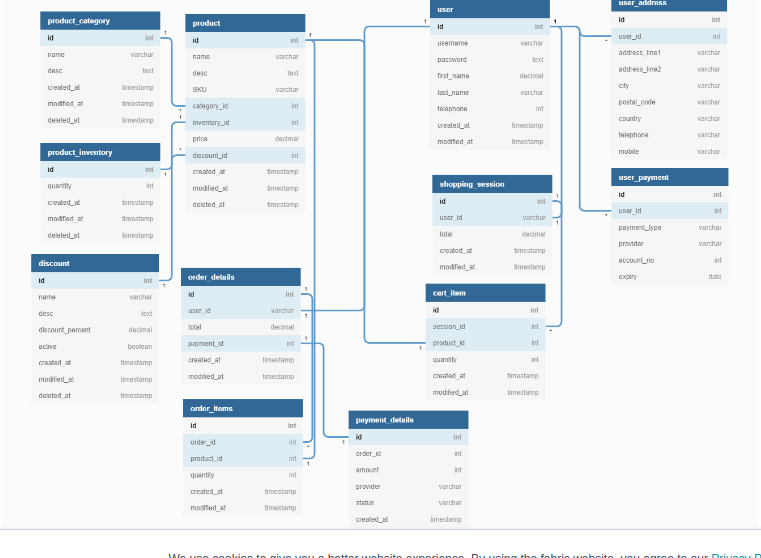 product_category
id int
name varchar
desc text
created_at timestamp
modified_at timestamp
deleted_at timestamp
product_inventory
id int
quantity int
created_at timestamp
modified_at timestamp
deleted_at timestamp
discount
id int
name varchar
desc text
discount_percent decimal
active boolean
created_at timestamp
modified_at timestamp
deleted_at timestamp
product
id int
name varchar
desc text
SKU varchar
category_id int
inventory_id int
price decimal
discount_id int
created_at timestamp
modified_at timestamp
deleted_at timestamp
order_details
id int
user_id varchar
total decimal
payment_id int
created_at timestamp
modified_at timestamp
order_items
id int
order_id int
product_id int
quantity int
created_at timestamp
modified_at timestamp
user
id int
username varchar
password text
first_name decimal
last_name varchar
telephone int
created_at timestamp
modified_at timestamp
shopping_session
id int
user_id varchar
total decimal
created_at timestamp
modified_at timestamp
cart_item
id int
session_id int
product_id int
quantity int
created_at timestamp
modified_at timestamp
payment_details
id int
order_id int
amount int
provider varchar
status varchar
created_at timestamp
user_address
id int
user_id int
address_line1 varchar
address_line2 varchar
city varchar
postal_code varchar
country varchar
telephone varchar
mobile varchar
user_payment
id int
user_id int
payment_type varchar
provider varchar
account_no int
expiry date
We use cookies to give you a better website experience. By using the fabric website, you agree to our Privacy